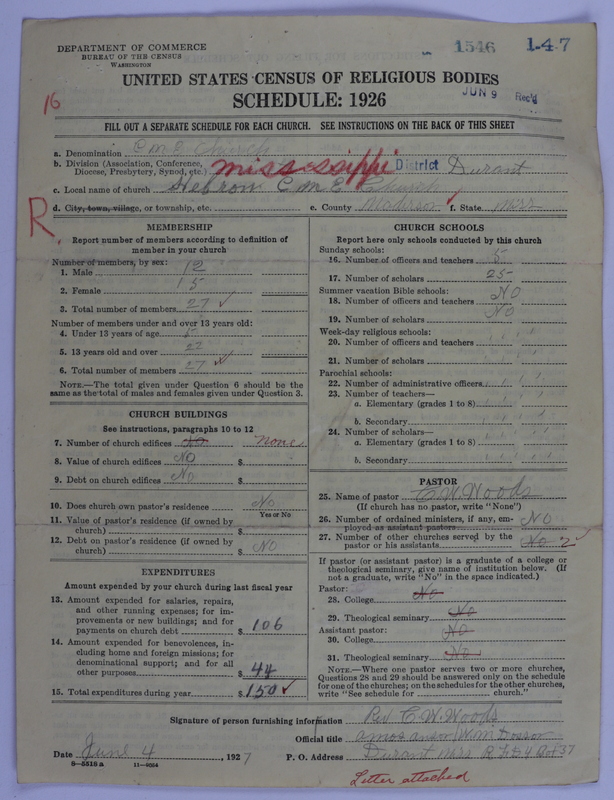 DEPARTMENT OF COMMERCE
BUREAU OF THE CENSUS
WASHINGTON
1546 1-4-7
UNITED STATES CENSUS OF RELIGIOUS BODIES
SCHEDULE: 1926
JUN 9 Rec'd
16
FILL OUT A SEPARATE SCHEDULE FOR EACH CHURCH. SEE INSTRUCTIONS ON THE BACK OF THIS SHEET
a. Denomination C M E Church
b. Division (Association, Conference, Diocese, Presbytery, Synod, etc.) Mississippi District Durant
c. Local name of church Hebron C M E Church
d. City, town, village, or township, etc. e. County Madison f. State Miss
R
MEMBERSHIP
Report number of members according to definition of
member in your church
Number of members, by sex:
1. Male 12
2. Female 15
3. Total number of members 27 ✓
Number of members under and over 13 years old:
4. Under 13 years of age 5
5. 13 years old and over 22
6. Total number of members 27 ✓
NOTE.—The total given under Question 6 should be the
same as the total of males and females given under Question 3.
CHURCH BUILDINGS
See instructions, paragraphs 10 to 12
7. Number of church edifices No none
8. Value of church edifices NO $
9. Debt on church edifices No $
10. Does church own pastor's residence No
Yes or No
11. Value of pastor's residence (if owned by
church) $
12. Debt on pastor's residence (if owned by
church) $ NO
EXPENDITURES
Amount expended by your church during last fiscal year
13. Amount expended for salaries, repairs,
and other running expenses; for im-
provements or new buildings; and for
payments on church debt $ 106
14. Amount expended for benevolences, in-
cluding home and foreign missions; for
denominational support; and for all
other purposes $ 44
15. Total expenditures during year $ 150 ✓
CHURCH SCHOOLS
Report here only schools conducted by this church
Sunday schools:
16. Number of officers and teachers 5
17. Number of scholars 25
Summer vacation Bible schools: NO
18. Number of officers and teachers
19. Number of scholars NO
Week-day religious schools:
20. Number of officers and teachers
21. Number of scholars
Parochial schools:
22. Number of administrative officers
23. Number of teachers—
a. Elementary (grades 1 to 8)
b. Secondary
24. Number of scholars—
a. Elementary (grades 1 to 8)
b. Secondary
PASTOR
25. Name of pastor C W Woods
(If church has no pastor, write "None")
26. Number of ordained ministers, if any, em-
ployed as assistant pastors NO
27. Number of other churches served by the
pastor or his assistants No 2 ✓
If pastor (or assistant pastor) is a graduate of a college or
theological seminary, give name of institution below. (If
not a graduate, write "No" in the space indicated.)
Pastor:
28. College No
29. Theological seminary No
Assistant pastor:
30. College No
31. Theological seminary No
NOTE.—Where one pastor serves two or more churches,
Questions 28 and 29 should be answered only on the schedule
for one of the churches; on the schedules for the other churches,
write "See schedule for church."
Signature of person furnishing information Rev C. W. Woods
Official title
Date June 4, 1927 P. O. Address Durant Miss R F D 4 Box 37
8—5518 a 11—9054
Letter attached